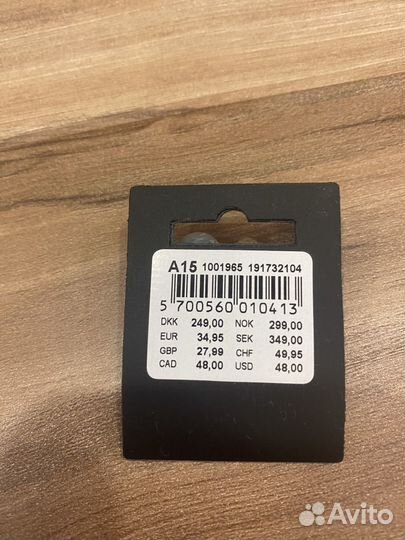 A15 1001965 191732104
5 700560 010413
DKK 249,00 NOK 299,00
EUR 34,95 SEK 349,00
GBP 27,99 CHF 49,95
CAD 48,00 USD 48,00
Avito